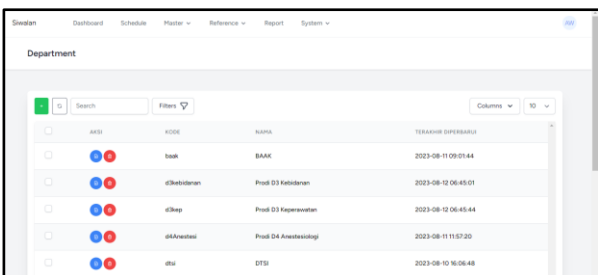 Siwalan Dashboard Schedule Master Reference Report System AW
Department
+ Search Filters Columns 10
AKSI KODE NAMA TERAKHIR DIPERBARUI
baak BAAK 2023-08-11 09:01:44
d3kebidanan Prodi D3 Kebidanan 2023-08-12 06:45:01
d3kep Prodi D3 Keperawatan 2023-08-12 06:45:44
d4Anestesi Prodi D4 Anestesiologi 2023-08-11 11:57:20
dtsi DTSI 2023-08-10 16:06:48